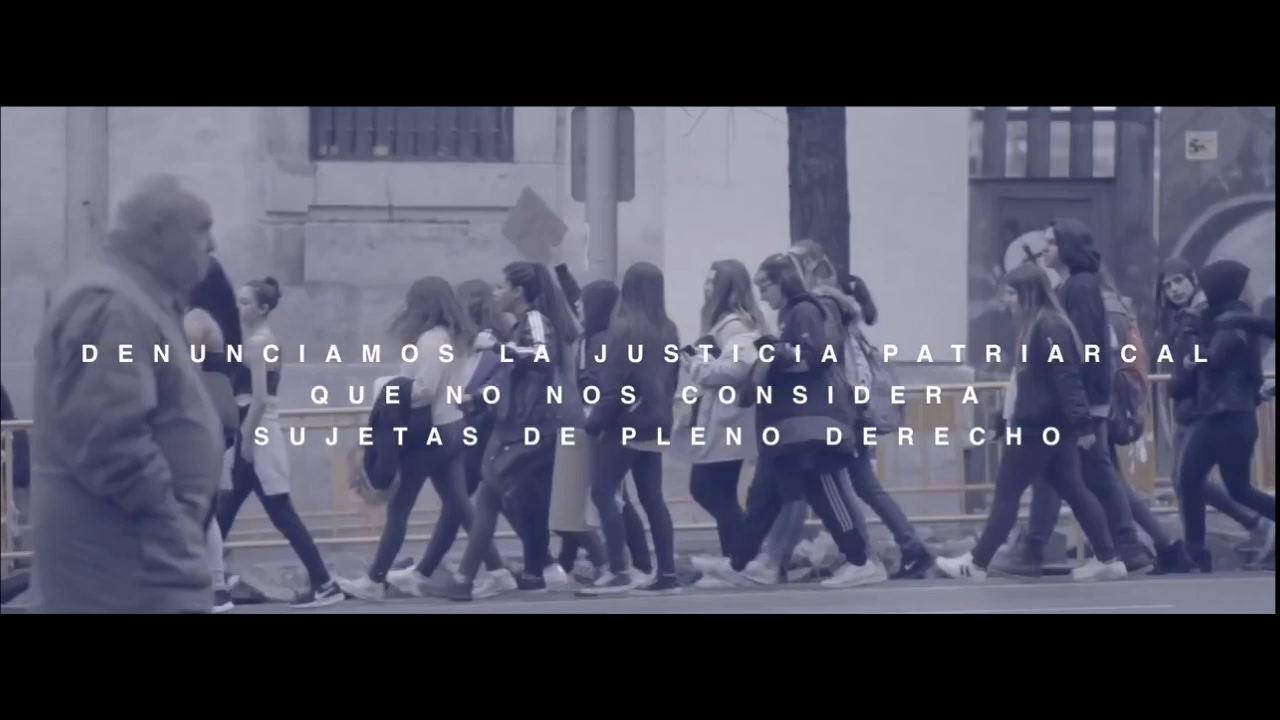 DENUNCIAMOS LA JUSTICIA PATRIARCAL
QUE NO NOS CONSIDERA
SUJETAS DE PLENO DERECHO